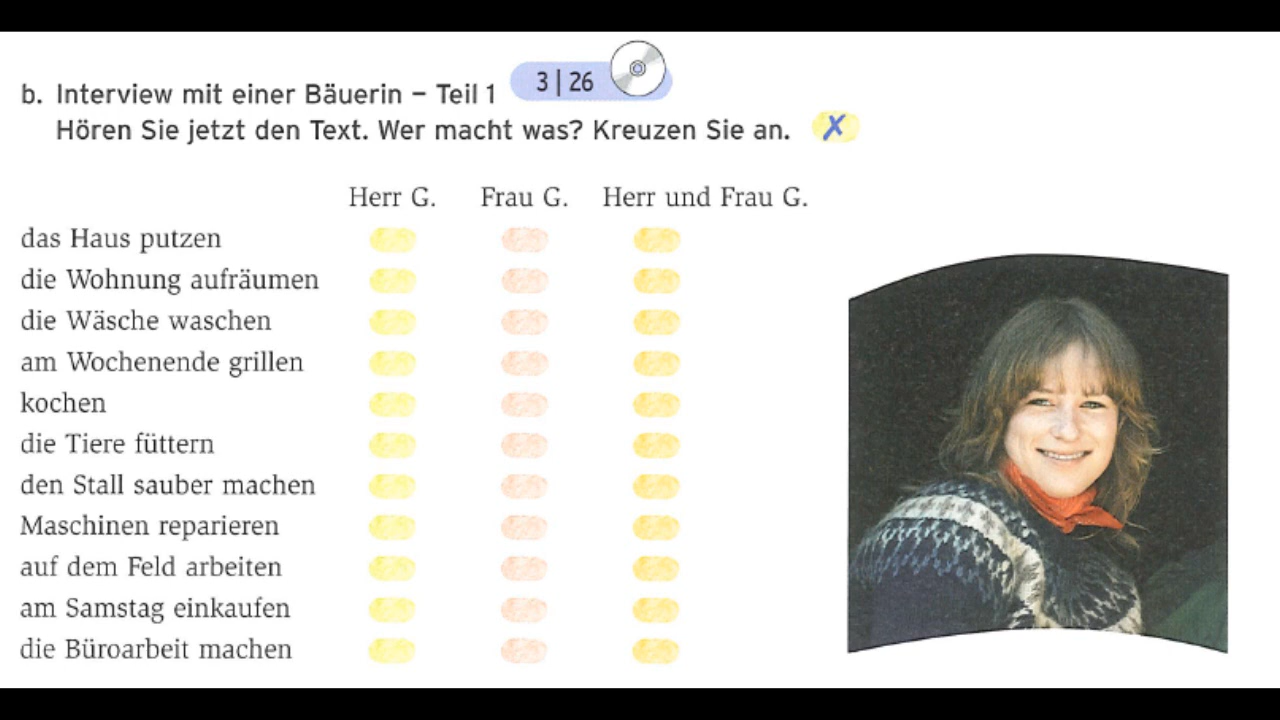 b. Interview mit einer Bäuerin – Teil 1 3|26
Hören Sie jetzt den Text. Wer macht was? Kreuzen Sie an. X
Herr G. Frau G. Herr und Frau G.
das Haus putzen
die Wohnung aufräumen
die Wäsche waschen
am Wochenende grillen
kochen
die Tiere füttern
den Stall sauber machen
Maschinen reparieren
auf dem Feld arbeiten
am Samstag einkaufen
die Büroarbeit machen